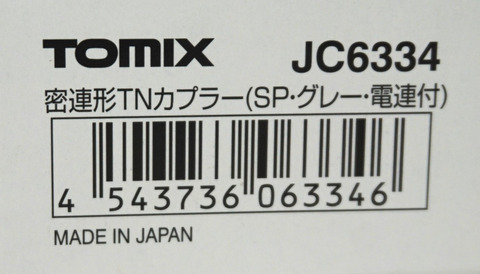 TOMIX JC6334
密連形TNカプラー(SP・グレー・電連付)
4 543736 063346
MADE IN JAPAN